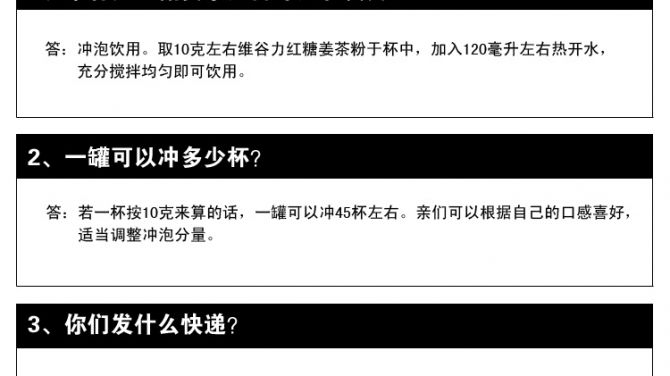 答：冲泡饮用。取10克左右维谷力红糖姜茶粉于杯中，加入120毫升左右热开水，
充分搅拌均匀即可饮用。
2、一罐可以冲多少杯?
答：若一杯按10克来算的话，一罐可以冲45杯左右。亲们可以根据自己的口感喜好，
适当调整冲泡分量。
3、你们发什么快递?